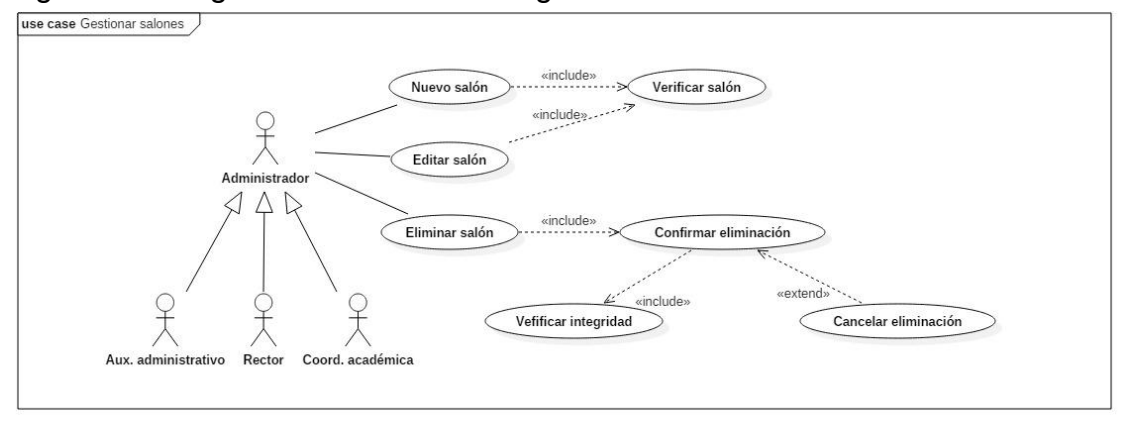 use case Gestionar salones
Nuevo salón
«include»
Verificar salón
«include»
Editar salón
Administrador
Eliminar salón
«include»
Confirmar eliminación
«include»
«extend»
Vefificar integridad
Cancelar eliminación
Aux. administrativo
Rector
Coord. académica